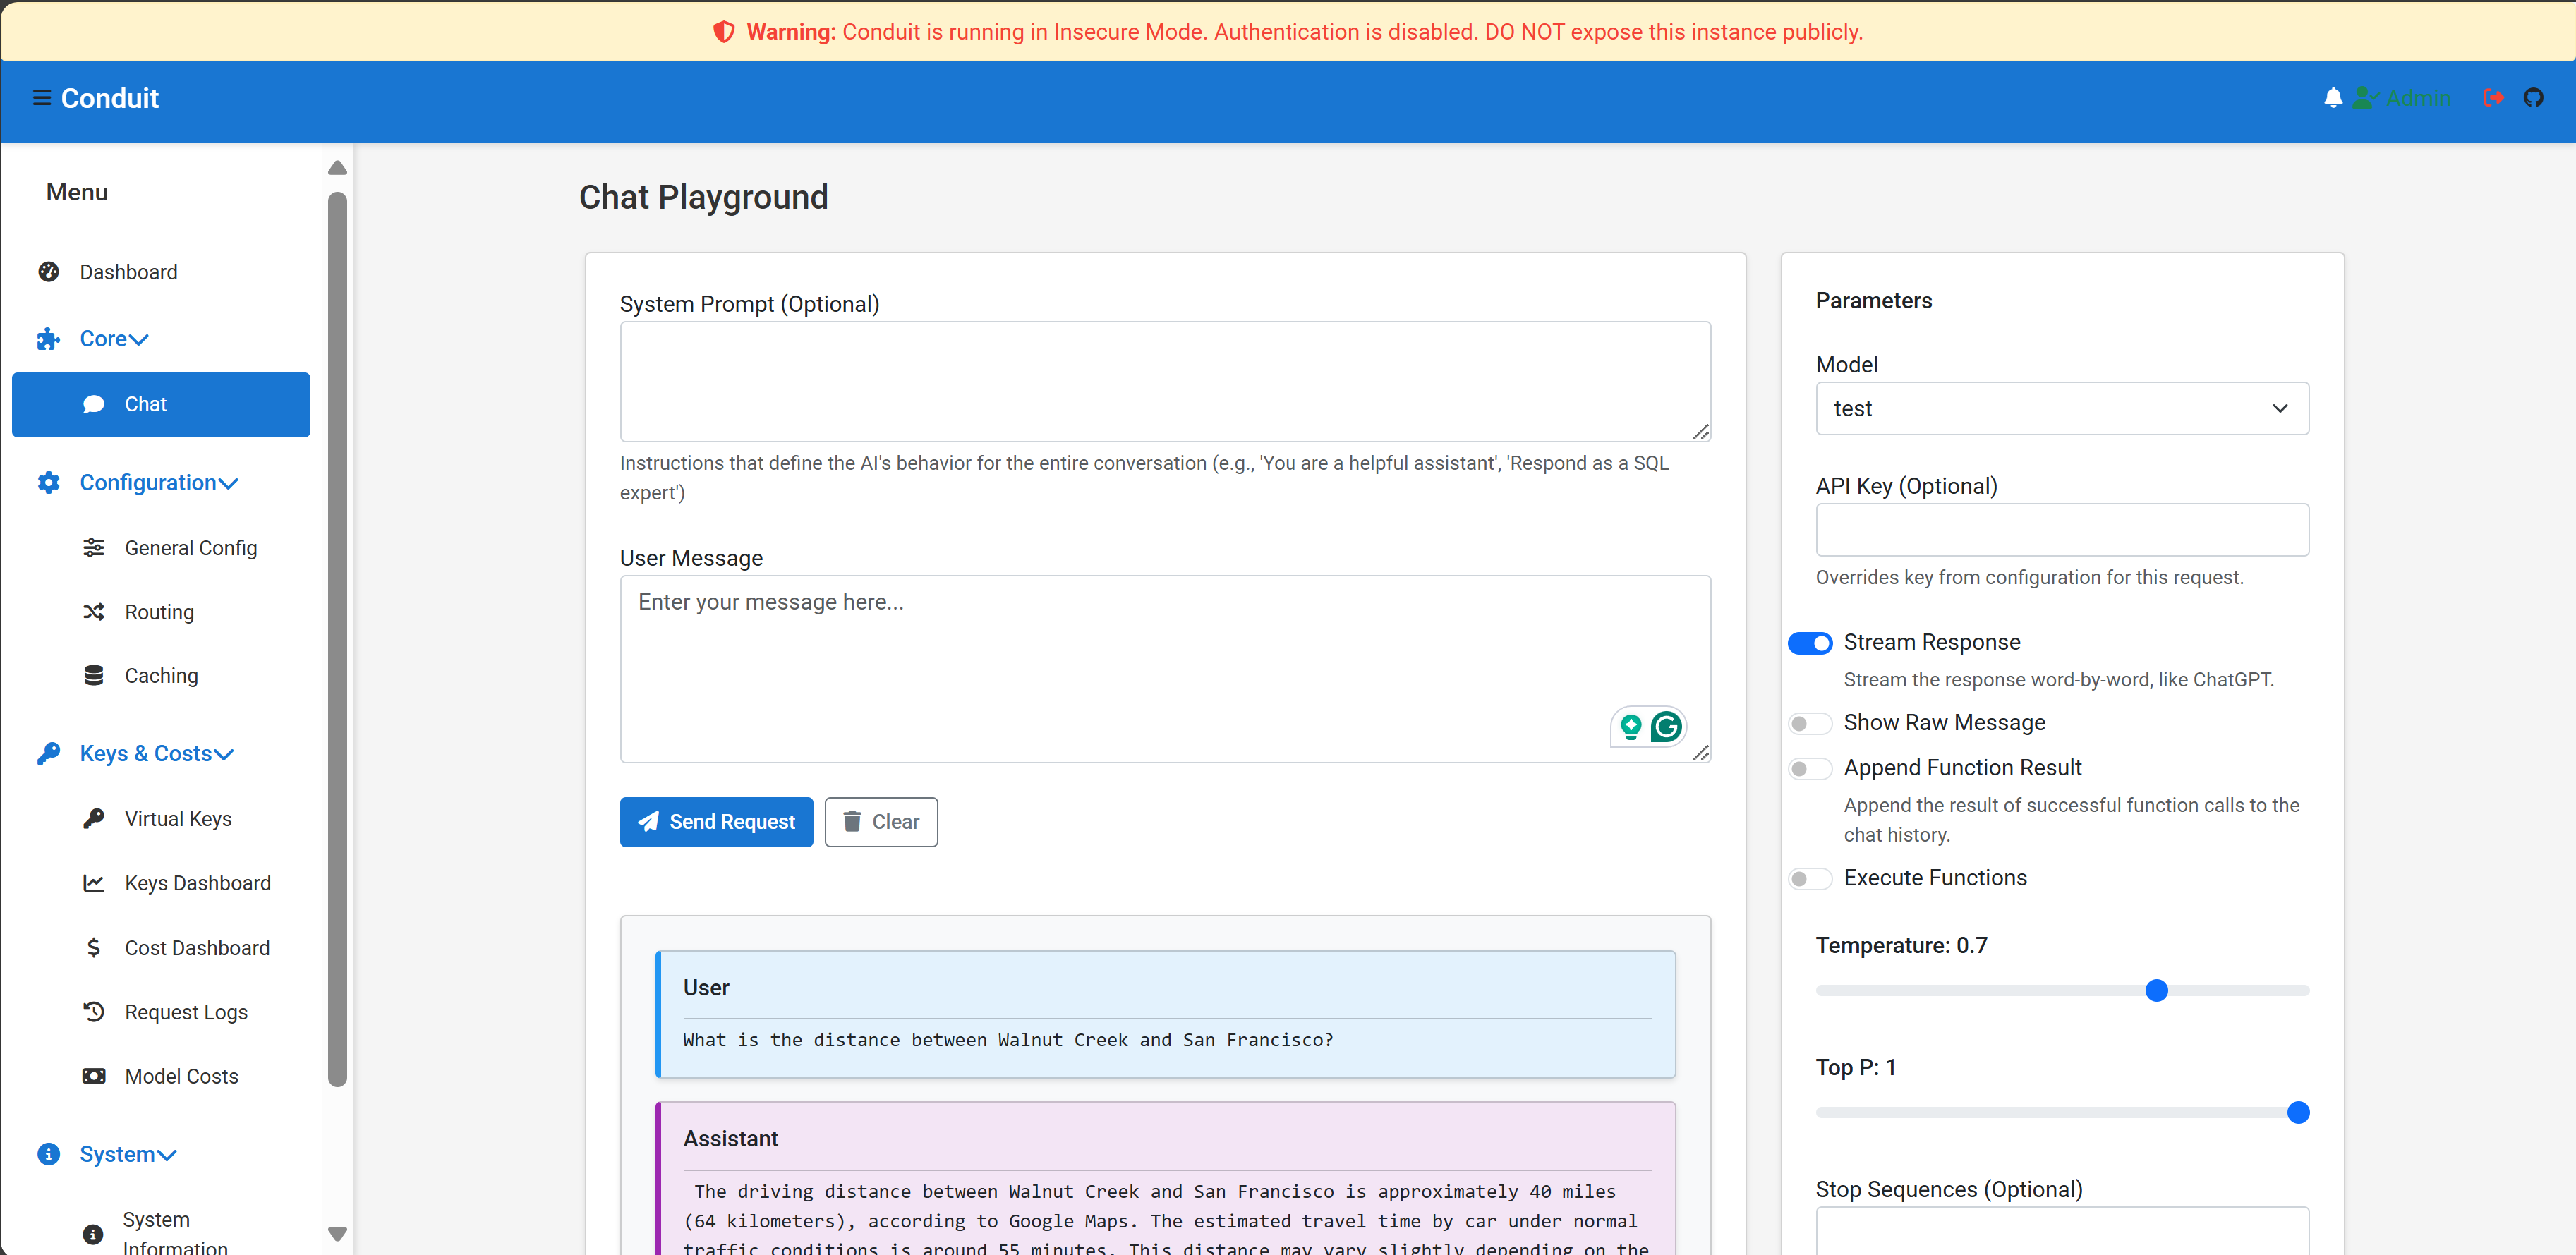 Warning: Conduit is running in Insecure Mode. Authentication is disabled. DO NOT expose this instance publicly.
Conduit
Admin
Menu
Dashboard
Core
Chat
Configuration
General Config
Routing
Caching
Keys & Costs
Virtual Keys
Keys Dashboard
Cost Dashboard
Request Logs
Model Costs
System
System
Information
Chat Playground
System Prompt (Optional)
Instructions that define the AI's behavior for the entire conversation (e.g., 'You are a helpful assistant', 'Respond as a SQL
expert')
User Message
Enter your message here...
Send Request
Clear
User
What is the distance between Walnut Creek and San Francisco?
Assistant
The driving distance between Walnut Creek and San Francisco is approximately 40 miles
(64 kilometers), according to Google Maps. The estimated travel time by car under normal
traffic conditions is around 55 minutes. This distance may vary slightly depending on the
Parameters
Model
test
API Key (Optional)
Overrides key from configuration for this request.
Stream Response
Stream the response word-by-word, like ChatGPT.
Show Raw Message
Append Function Result
Append the result of successful function calls to the
chat history.
Execute Functions
Temperature: 0.7
Top P: 1
Stop Sequences (Optional)